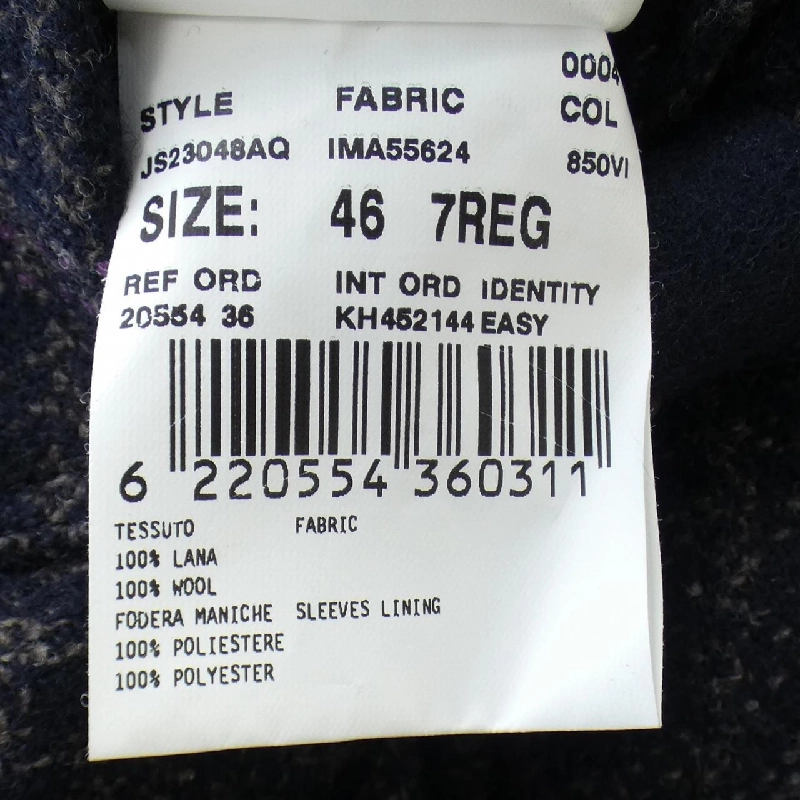 0004
STYLE FABRIC COL
JS23048AQ IMA55624 850VI
SIZE: 46 7REG
REF ORD INT ORD IDENTITY
20554 36 KH452144 EASY
6 220554 360311
TESSUTO FABRIC
100% LANA
100% WOOL
FODERA MANICHE SLEEVES LINING
100% POLIESTERE
100% POLYESTER